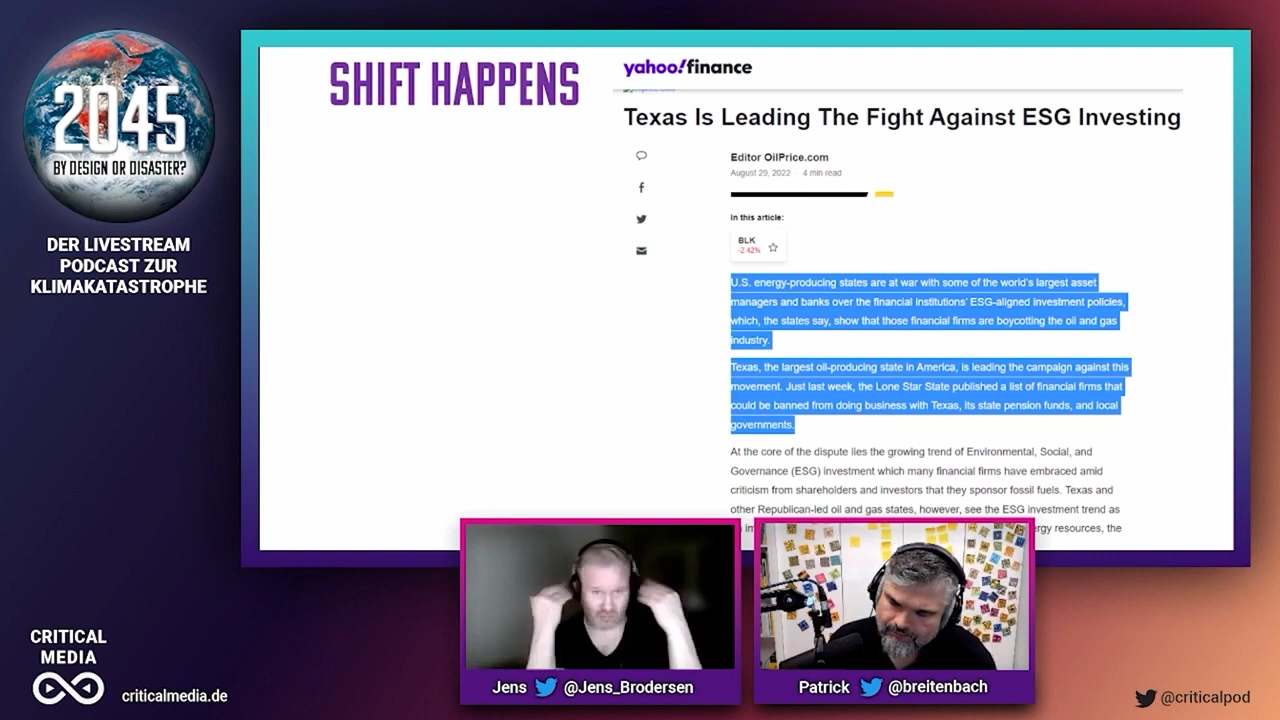 2045
BY DESIGN OR DISASTER?
DER LIVESTREAM
PODCAST ZUR
KLIMAKATASTROPHE
SHIFT HAPPENS
yahoo!finance
Texas Is Leading The Fight Against ESG Investing
Editor OilPrice.com
August 29, 2022 · 4 min read
In this article:
BLK
-2.42%
U.S. energy-producing states are at war with some of the world's largest asset
managers and banks over the financial institutions' ESG-aligned investment policies,
which, the states say, show that those financial firms are boycotting the oil and gas
industry.
Texas, the largest oil-producing state in America, is leading the campaign against this
movement. Just last week, the Lone Star State published a list of financial firms that
could be banned from doing business with Texas, its state pension funds, and local
governments.
At the core of the dispute lies the growing trend of Environmental, Social, and
Governance (ESG) investment which many financial firms have embraced amid
criticism from shareholders and investors that they sponsor fossil fuels. Texas and
other Republican-led oil and gas states, however, see the ESG investment trend as
resources, the
Jens @Jens_Brodersen
Patrick @breitenbach
CRITICAL
MEDIA
criticalmedia.de
@criticalpod